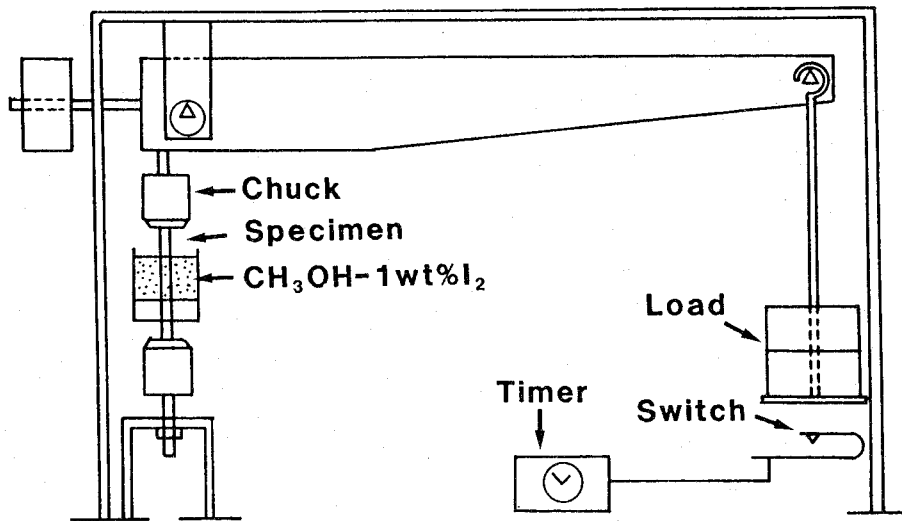 Chuck
Specimen
CH₃OH-1wt%I₂
Load
Timer
Switch